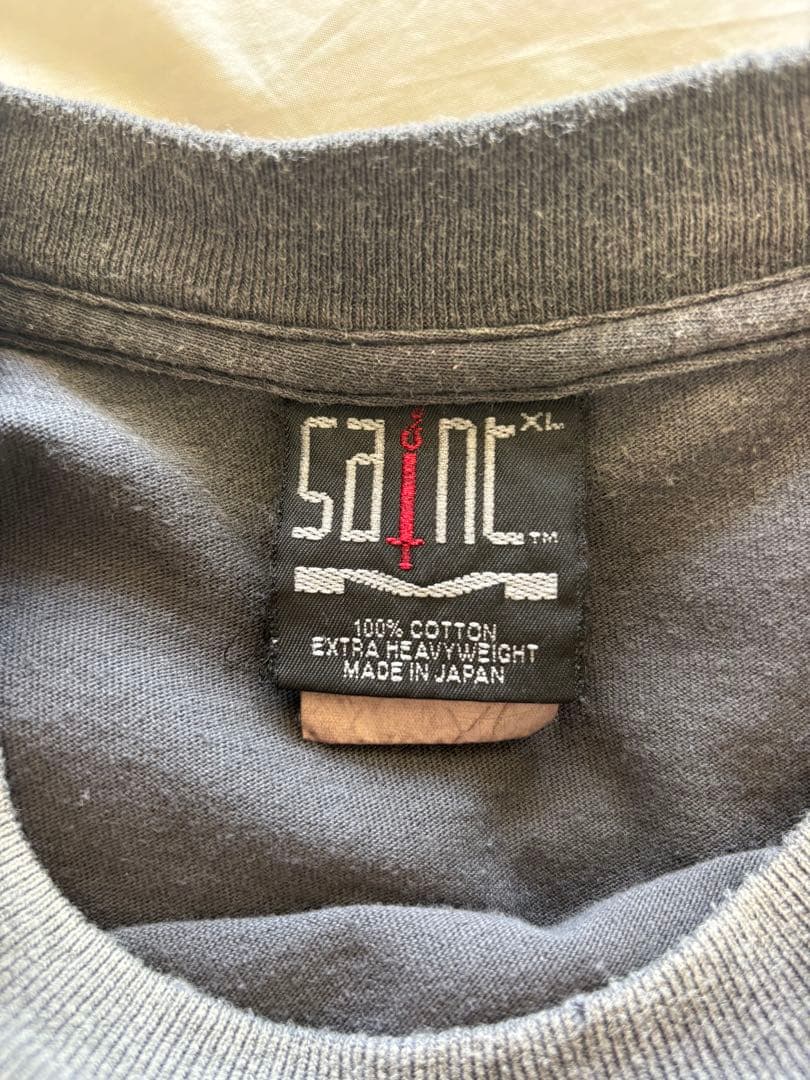 saint XL
TM
100% COTTON
EXTRA HEAVYWEIGHT
MADE IN JAPAN